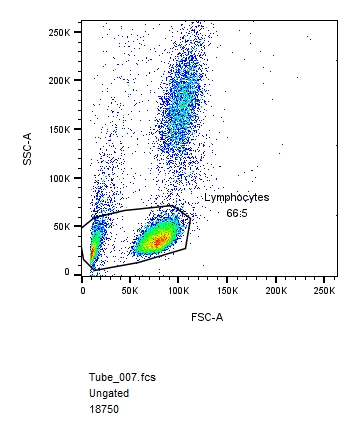 250K
200K
150K
100K
50K
0
SSC-A
Lymphocytes
66.5
0 50K 100K 150K 200K 250K
FSC-A
Tube_007.fcs
Ungated
18750